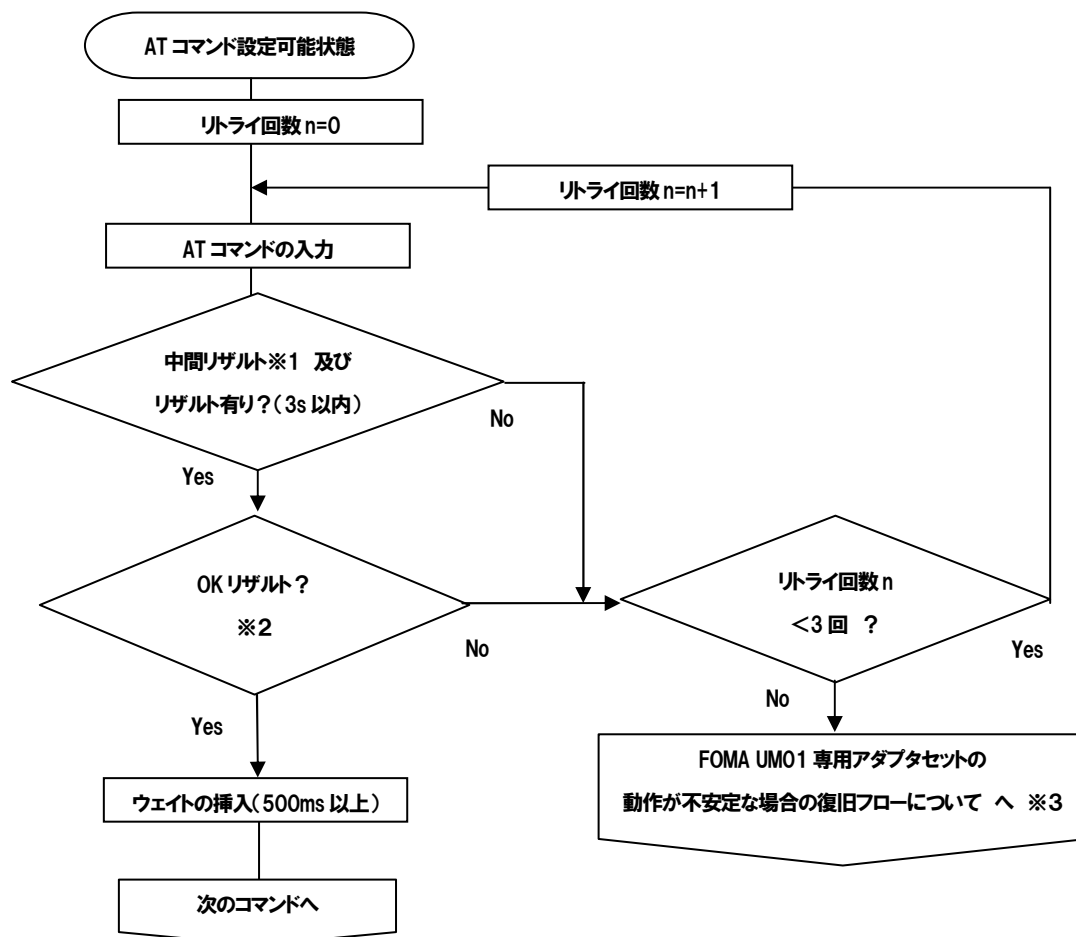 AT コマンド設定可能状態
リトライ回数 n=0
リトライ回数 n=n+1
AT コマンドの入力
中間リザルト※1 及び
リザルト有り？(3s 以内)
No
Yes
OK リザルト？
※2
No
Yes
リトライ回数 n
＜3 回 ？
Yes
No
FOMA UM01 専用アダプタセットの
動作が不安定な場合の復旧フローについて へ ※3
ウェイトの挿入(500ms 以上)
次のコマンドへ